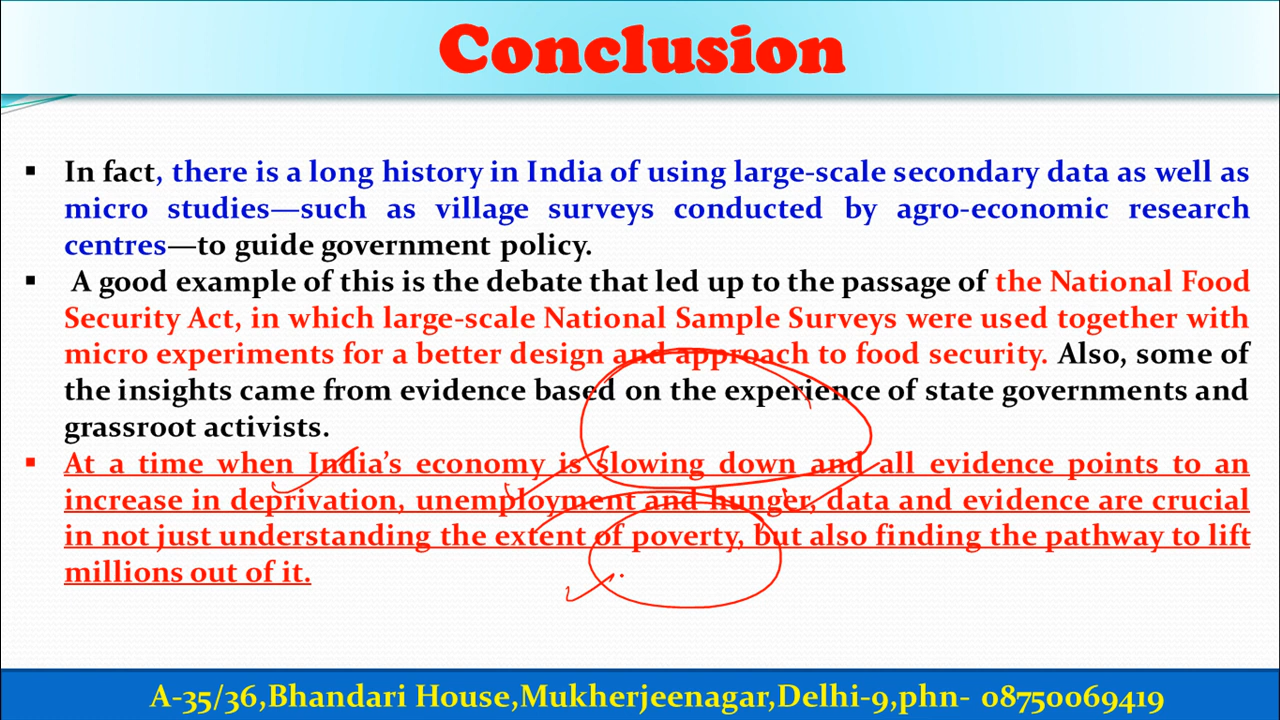 Conclusion
▪ In fact, there is a long history in India of using large-scale secondary data as well as
micro studies—such as village surveys conducted by agro-economic research
centres—to guide government policy.
▪ A good example of this is the debate that led up to the passage of the National Food
Security Act, in which large-scale National Sample Surveys were used together with
micro experiments for a better design and approach to food security. Also, some of
the insights came from evidence based on the experience of state governments and
grassroot activists.
▪ At a time when India's economy is slowing down and all evidence points to an
increase in deprivation, unemployment and hunger, data and evidence are crucial
in not just understanding the extent of poverty, but also finding the pathway to lift
millions out of it.
A-35/36,Bhandari House,Mukherjeenagar,Delhi-9,phn- 08750069419